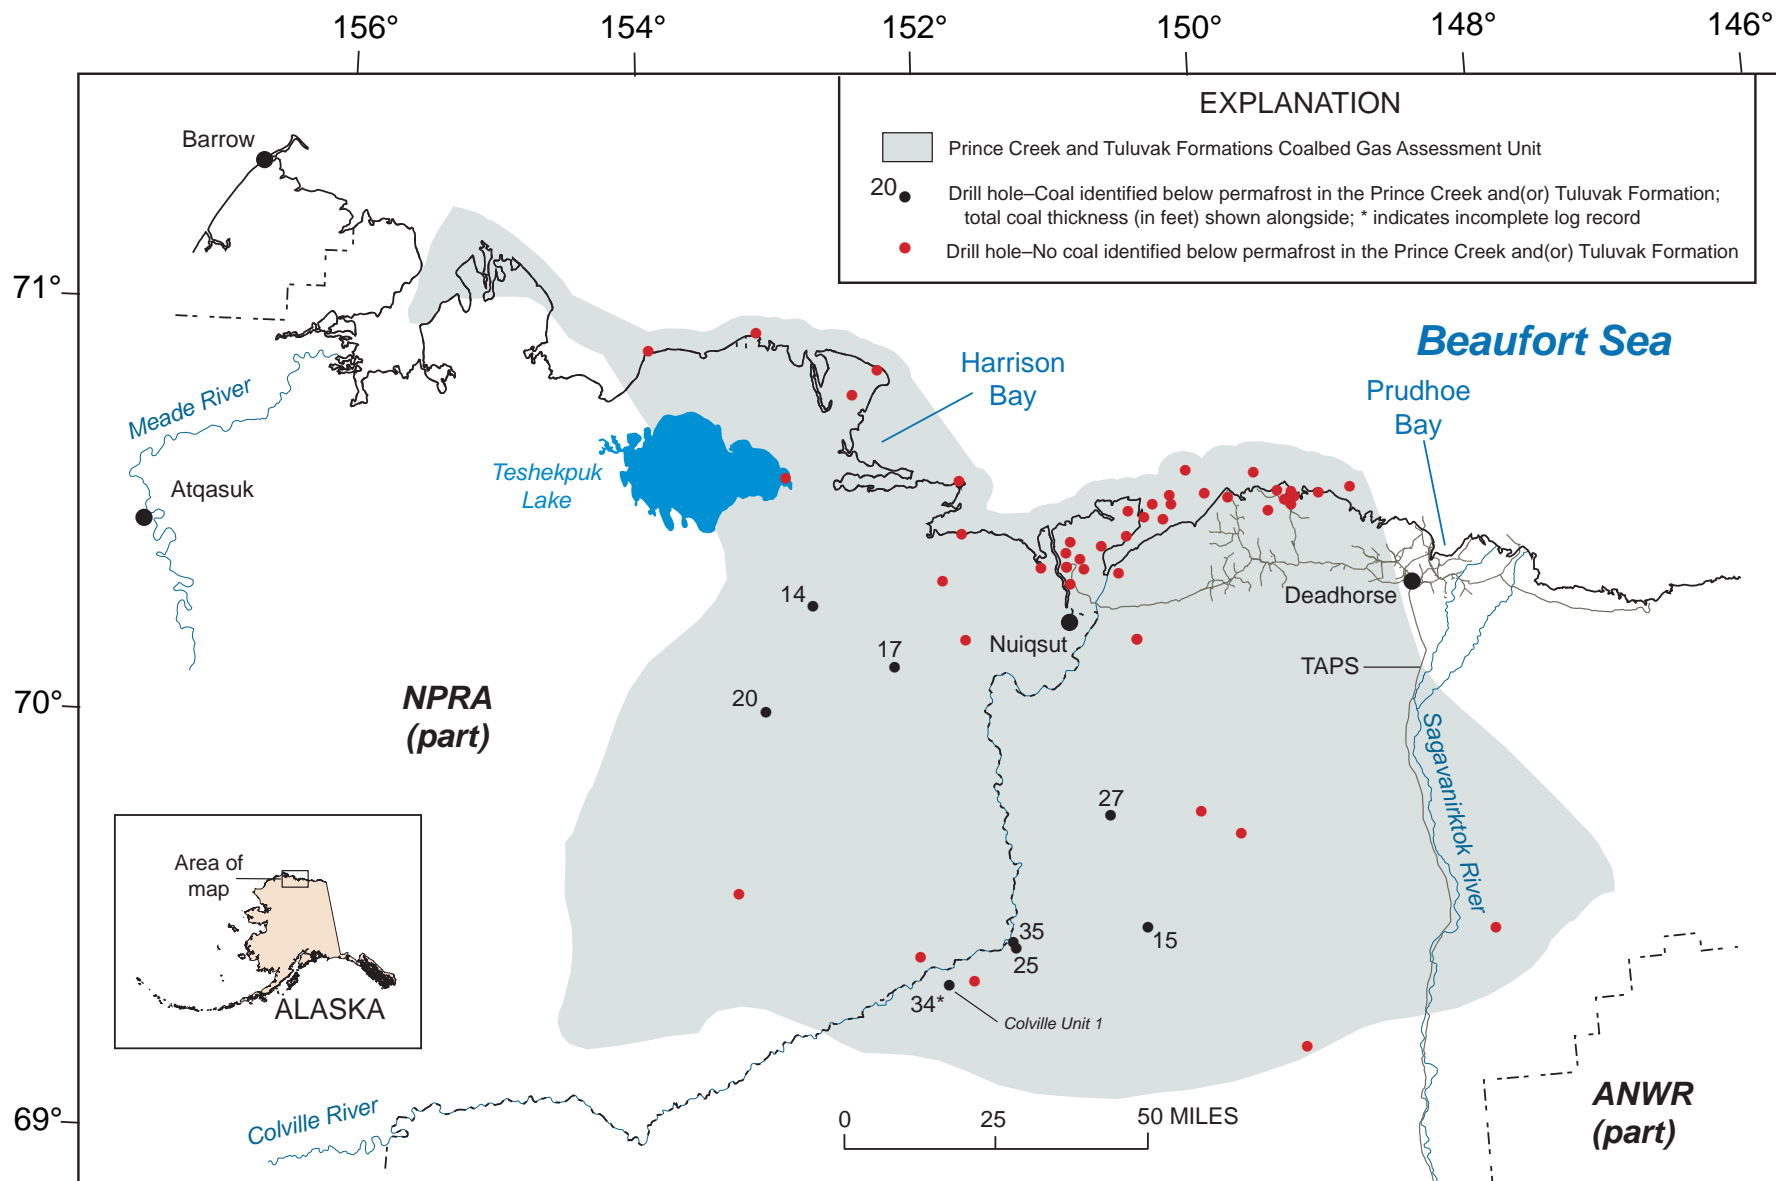 156°
154°
152°
150°
148°
146°
EXPLANATION
Prince Creek and Tuluvak Formations Coalbed Gas Assessment Unit
20
Drill hole–Coal identified below permafrost in the Prince Creek and(or) Tuluvak Formation;
total coal thickness (in feet) shown alongside; * indicates incomplete log record
Drill hole–No coal identified below permafrost in the Prince Creek and(or) Tuluvak Formation
Barrow
71°
Beaufort Sea
Harrison
Bay
Prudhoe
Bay
Meade River
Teshekpuk
Lake
Atqasuk
14
Deadhorse
Nuiqsut
17
TAPS
NPRA
(part)
70°
20
Sagavanirktok River
27
Area of
map
ALASKA
35
25
15
34*
Colville Unit 1
ANWR
(part)
69°
Colville River
0
25
50 MILES